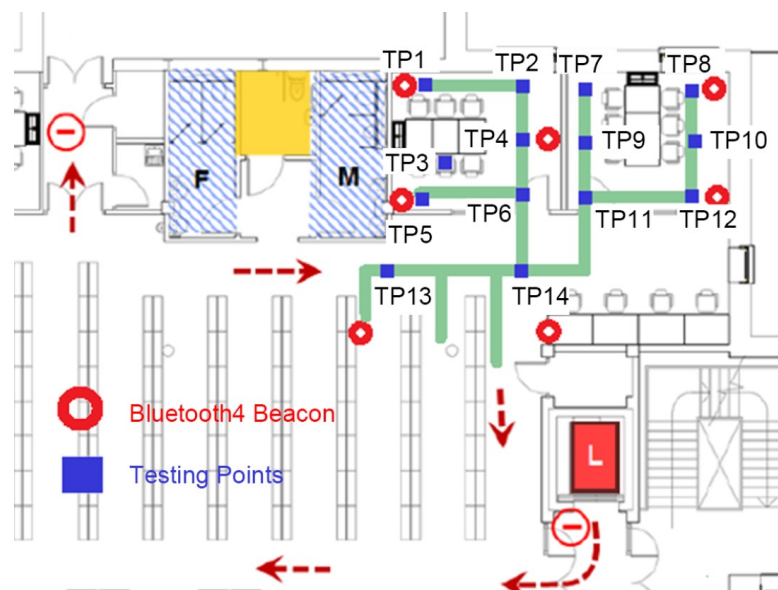 TP1
TP2
TP7
TP8
TP4
TP9
TP10
TP3
F
M
TP5
TP6
TP11
TP12
TP13
TP14
Bluetooth4 Beacon
L
Testing Points